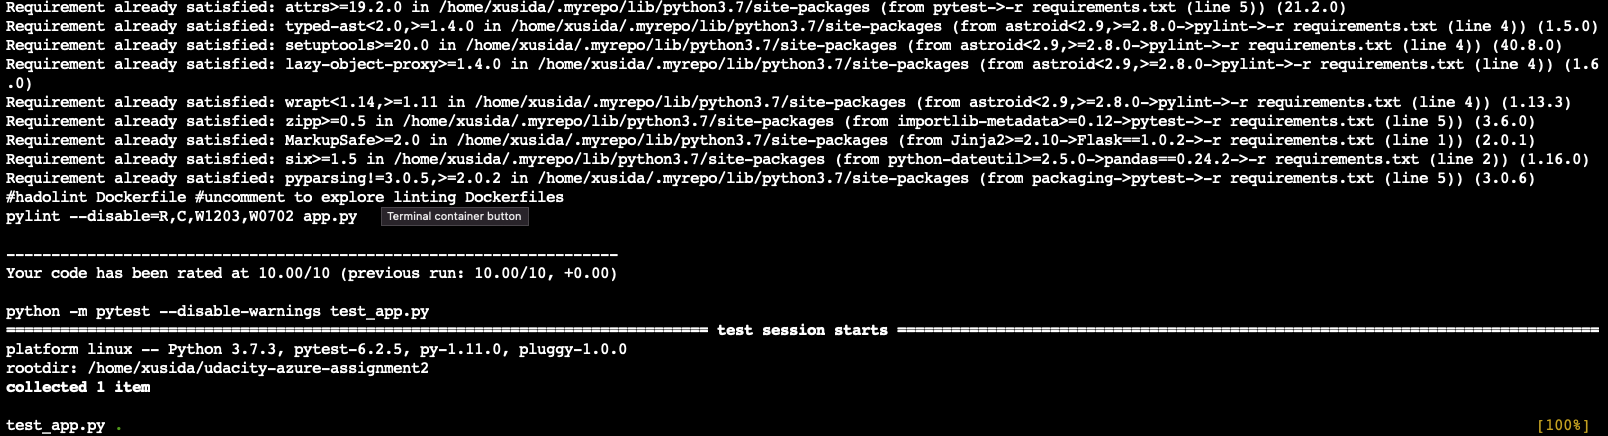 Requirement already satisfied: attrs>=19.2.0 in /home/xusida/.myrepo/lib/python3.7/site-packages (from pytest->-r requirements.txt (line 5)) (21.2.0)
Requirement already satisfied: typed-ast<2.0,>=1.4.0 in /home/xusida/.myrepo/lib/python3.7/site-packages (from astroid<2.9,>=2.8.0->pylint->-r requirements.txt (line 4)) (1.5.0)
Requirement already satisfied: setuptools>=20.0 in /home/xusida/.myrepo/lib/python3.7/site-packages (from astroid<2.9,>=2.8.0->pylint->-r requirements.txt (line 4)) (40.8.0)
Requirement already satisfied: lazy-object-proxy>=1.4.0 in /home/xusida/.myrepo/lib/python3.7/site-packages (from astroid<2.9,>=2.8.0->pylint->-r requirements.txt (line 4)) (1.6
.0)
Requirement already satisfied: wrapt<1.14,>=1.11 in /home/xusida/.myrepo/lib/python3.7/site-packages (from astroid<2.9,>=2.8.0->pylint->-r requirements.txt (line 4)) (1.13.3)
Requirement already satisfied: zipp>=0.5 in /home/xusida/.myrepo/lib/python3.7/site-packages (from importlib-metadata>=0.12->pytest->-r requirements.txt (line 5)) (3.6.0)
Requirement already satisfied: MarkupSafe>=2.0 in /home/xusida/.myrepo/lib/python3.7/site-packages (from Jinja2>=2.10->Flask==1.0.2->-r requirements.txt (line 1)) (2.0.1)
Requirement already satisfied: six>=1.5 in /home/xusida/.myrepo/lib/python3.7/site-packages (from python-dateutil>=2.5.0->pandas==0.24.2->-r requirements.txt (line 2)) (1.16.0)
Requirement already satisfied: pyparsing!=3.0.5,>=2.0.2 in /home/xusida/.myrepo/lib/python3.7/site-packages (from packaging->pytest->-r requirements.txt (line 5)) (3.0.6)
#hadolint Dockerfile #uncomment to explore linting Dockerfiles
pylint --disable=R,C,W1203,W0702 app.py Terminal container button
--------------------------------------------------------------------
Your code has been rated at 10.00/10 (previous run: 10.00/10, +0.00)
python -m pytest --disable-warnings test_app.py
============================================================================== test session starts ==============================================================================
platform linux -- Python 3.7.3, pytest-6.2.5, py-1.11.0, pluggy-1.0.0
rootdir: /home/xusida/udacity-azure-assignment2
collected 1 item
test_app.py . [100%]